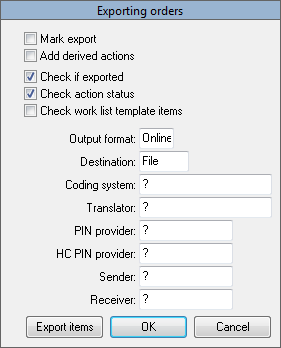 Exporting orders
Mark export
Add derived actions
Check if exported
Check action status
Check work list template items
Output format: Online
Destination: File
Coding system: ?
Translator: ?
PIN provider: ?
HC PIN provider: ?
Sender: ?
Receiver: ?
Export items OK Cancel